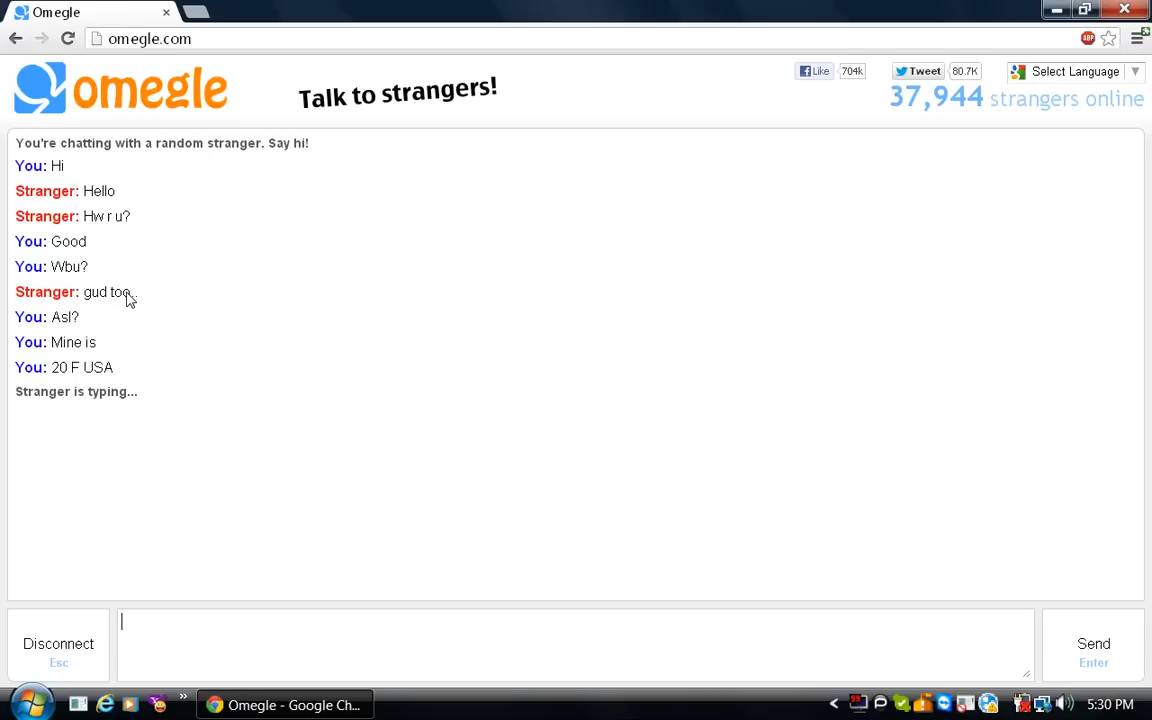 Omegle
omegle.com
omegle
Talk to strangers!
Like 704k
Tweet 80.7K
Select Language
37,944 strangers online
You're chatting with a random stranger. Say hi!
You: Hi
Stranger: Hello
Stranger: Hw r u?
You: Good
You: Wbu?
Stranger: gud too..
You: Asl?
You: Mine is
You: 20 F USA
Stranger is typing...
Disconnect
Esc
Send
Enter
Omegle - Google Ch...
5:30 PM